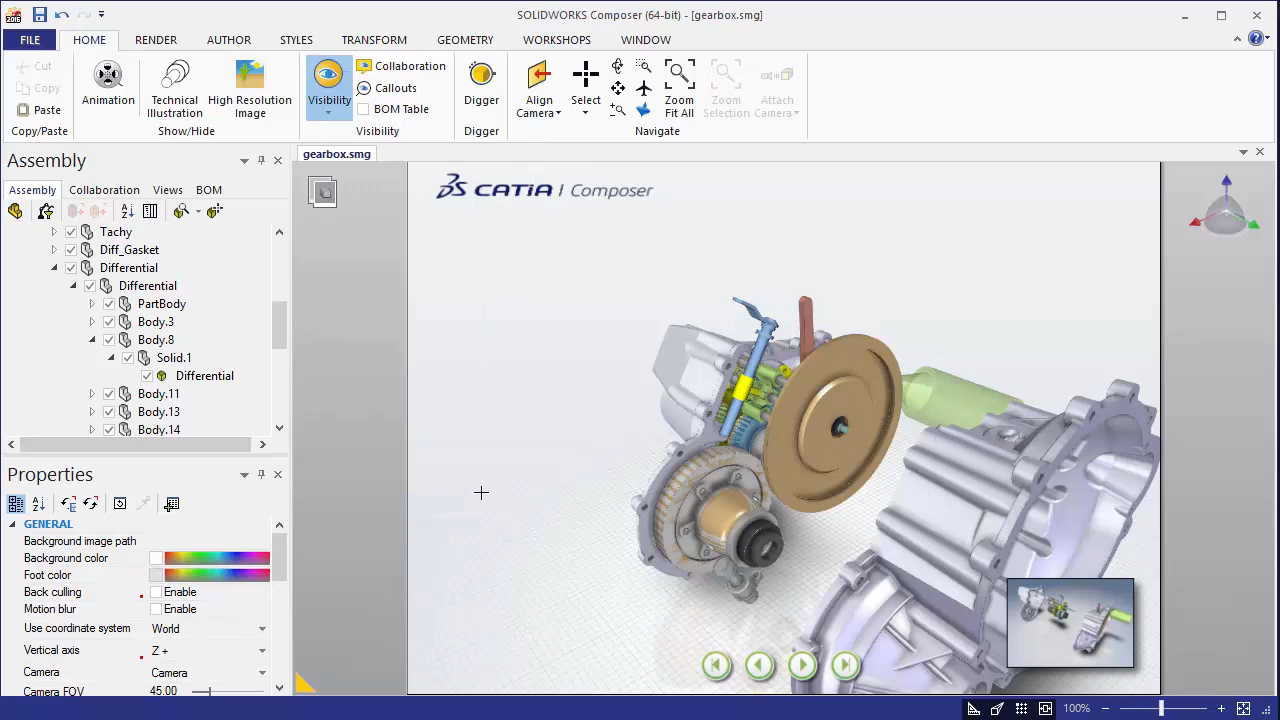 SOLIDWORKS Composer (64-bit) - [gearbox.smg]
FILE HOME RENDER AUTHOR STYLES TRANSFORM GEOMETRY WORKSHOPS WINDOW
Cut
Copy
Paste
Copy/Paste
Animation
Technical
Illustration
High Resolution
Image
Show/Hide
Visibility
Collaboration
Callouts
BOM Table
Visibility
Digger
Digger
Align
Camera
Select
Zoom
Fit All
Zoom
Selection
Attach
Camera
Navigate
Assembly
gearbox.smg
Assembly Collaboration Views BOM
Tachy
Diff_Gasket
Differential
Differential
PartBody
Body.3
Body.8
Solid.1
Differential
Body.11
Body.13
Body.14
CATIA | Composer
Properties
GENERAL
Background image path
Background color
Foot color
Back culling Enable
Motion blur Enable
Use coordinate system World
Vertical axis Z +
Camera Camera
Camera FOV 45.00
100%